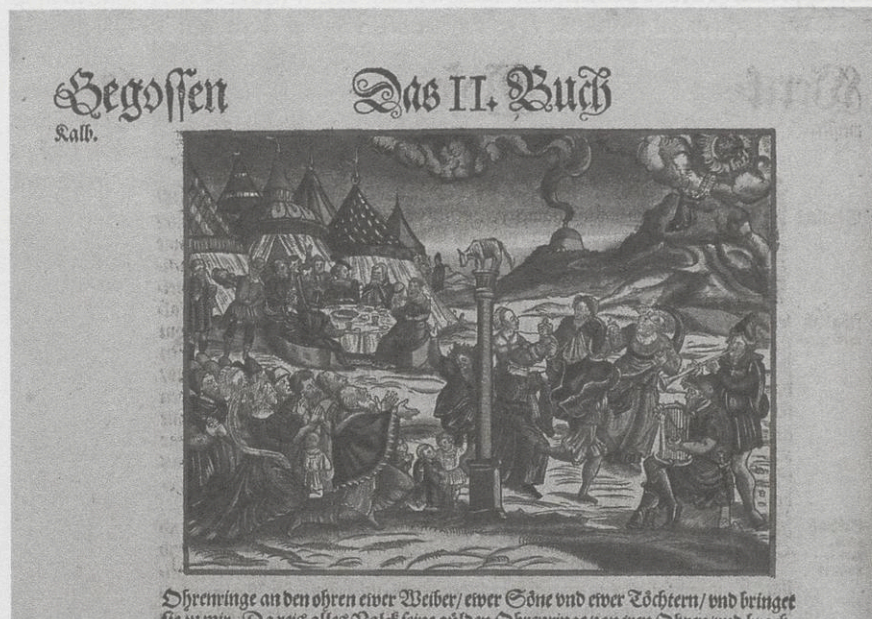 Gegossen
Kalb.
Das II. Buch
Ohrenringe an den ohren ewer Weiber/ ewer Söne vnd ewer Töchtern/ vnd bringet